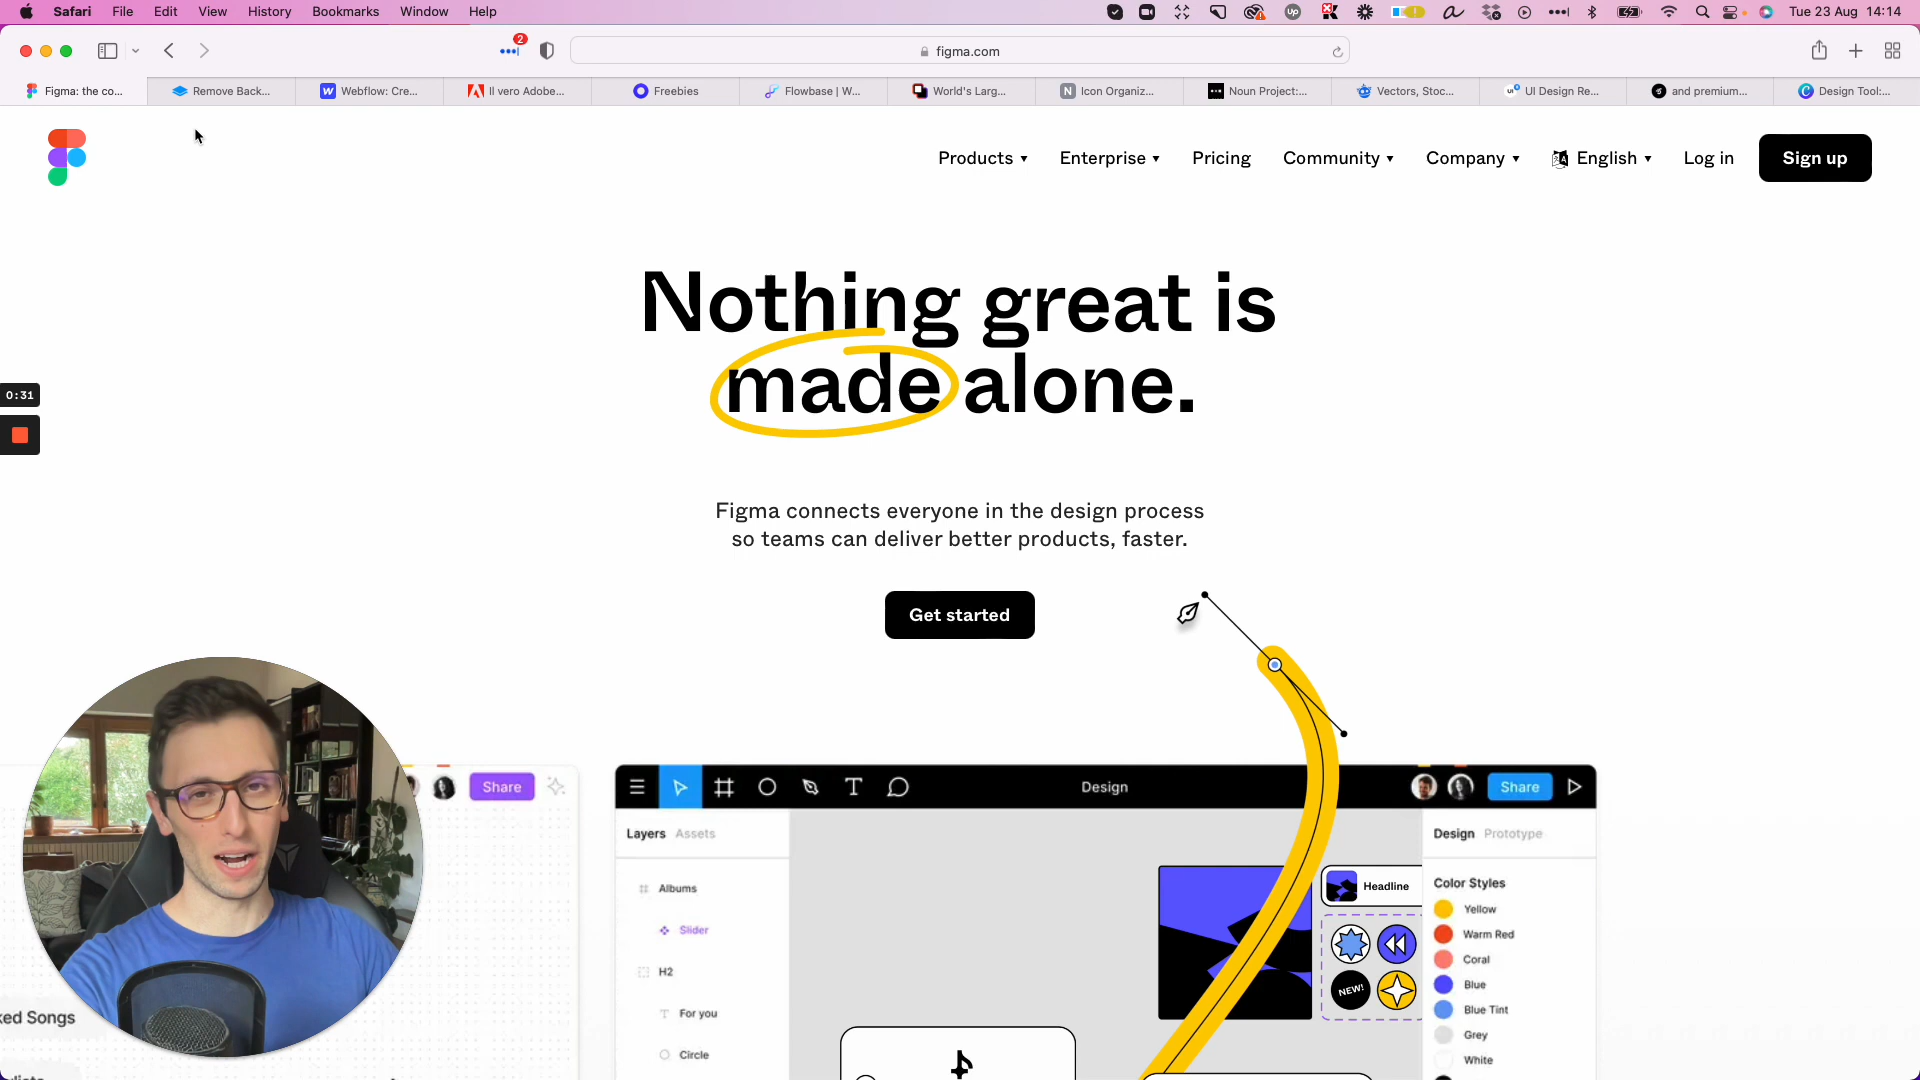 Safari File Edit View History Bookmarks Window Help
Tue 23 Aug 14:14
2
figma.com
Figma: the co...
Remove Back...
Webflow: Cre...
Il vero Adobe...
Freebies
Flowbase | W...
World's Larg...
Icon Organiz...
Noun Project:...
Vectors, Stoc...
UI Design Re...
and premium...
Design Tool:...
Products
Enterprise
Pricing
Community
Company
English
Log in
Sign up
Nothing great is
made alone.
0:31
Figma connects everyone in the design process
so teams can deliver better products, faster.
Get started
Share
Design
Share
Layers Assets
Design Prototype
Albums
Slider
H2
For you
Circle
Headline
NEW!
Color Styles
Yellow
Warm Red
Coral
Blue
Blue Tint
Grey
White
ked Songs